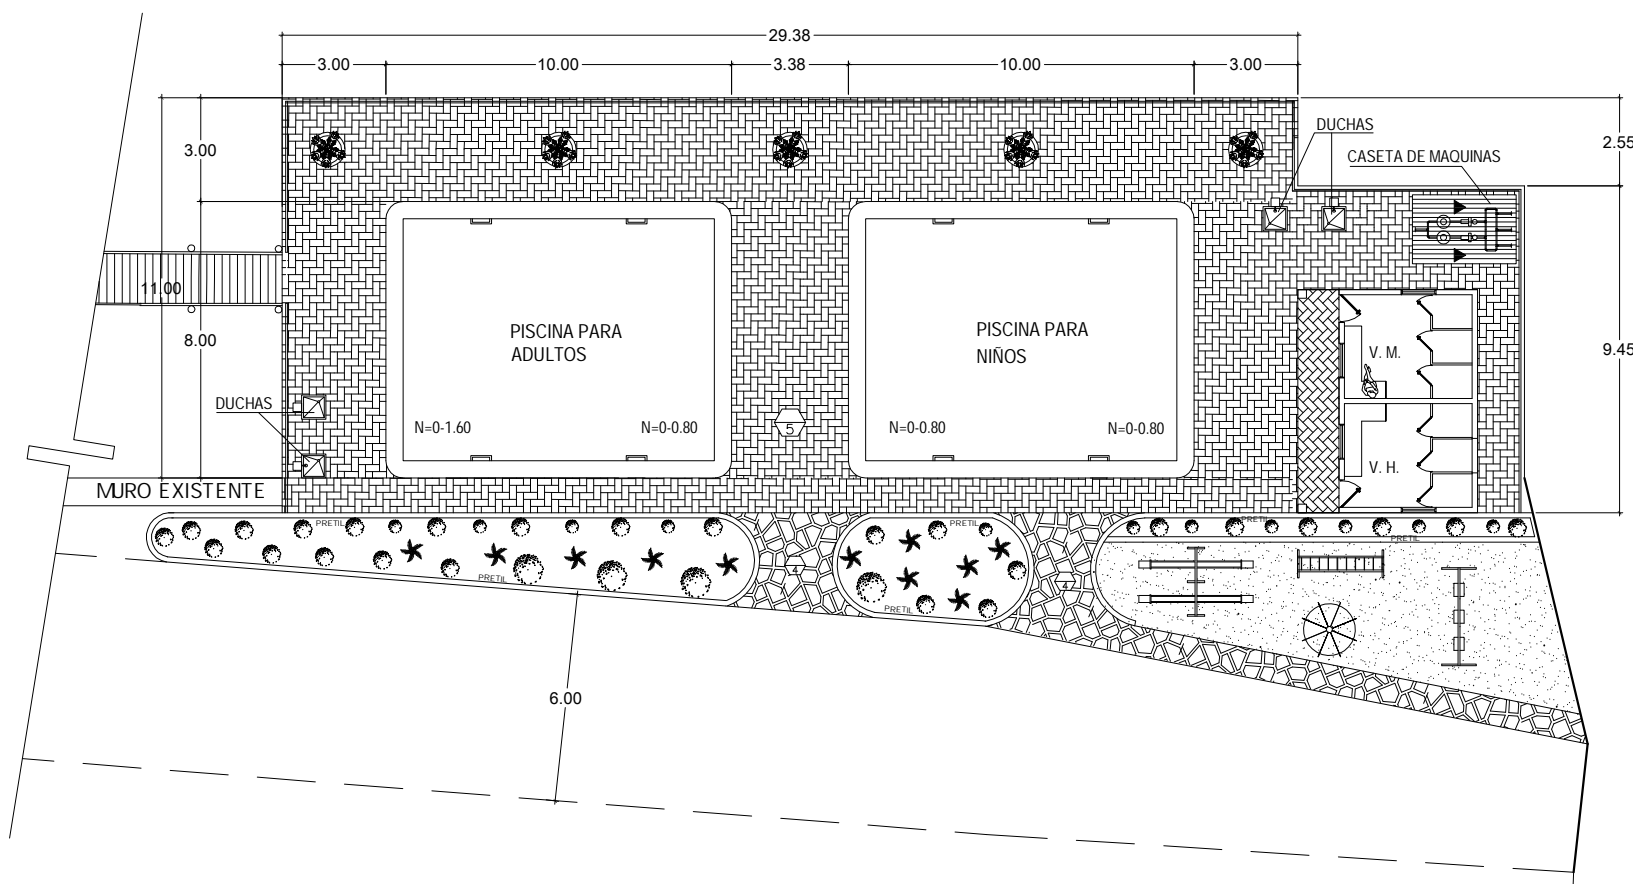 29.38
3.00
10.00
3.38
10.00
3.00
DUCHAS
2.55
3.00
CASETA DE MAQUINAS
11.00
8.00
PISCINA PARA
ADULTOS
PISCINA PARA
NIÑOS
V. M.
9.45
DUCHAS
N=0-1.60
N=0-0.80
5
N=0-0.80
N=0-0.80
V. H.
MURO EXISTENTE
PRETIL
PRETIL
PRETIL
PRETIL
4
PRETIL
PRETIL
6.00